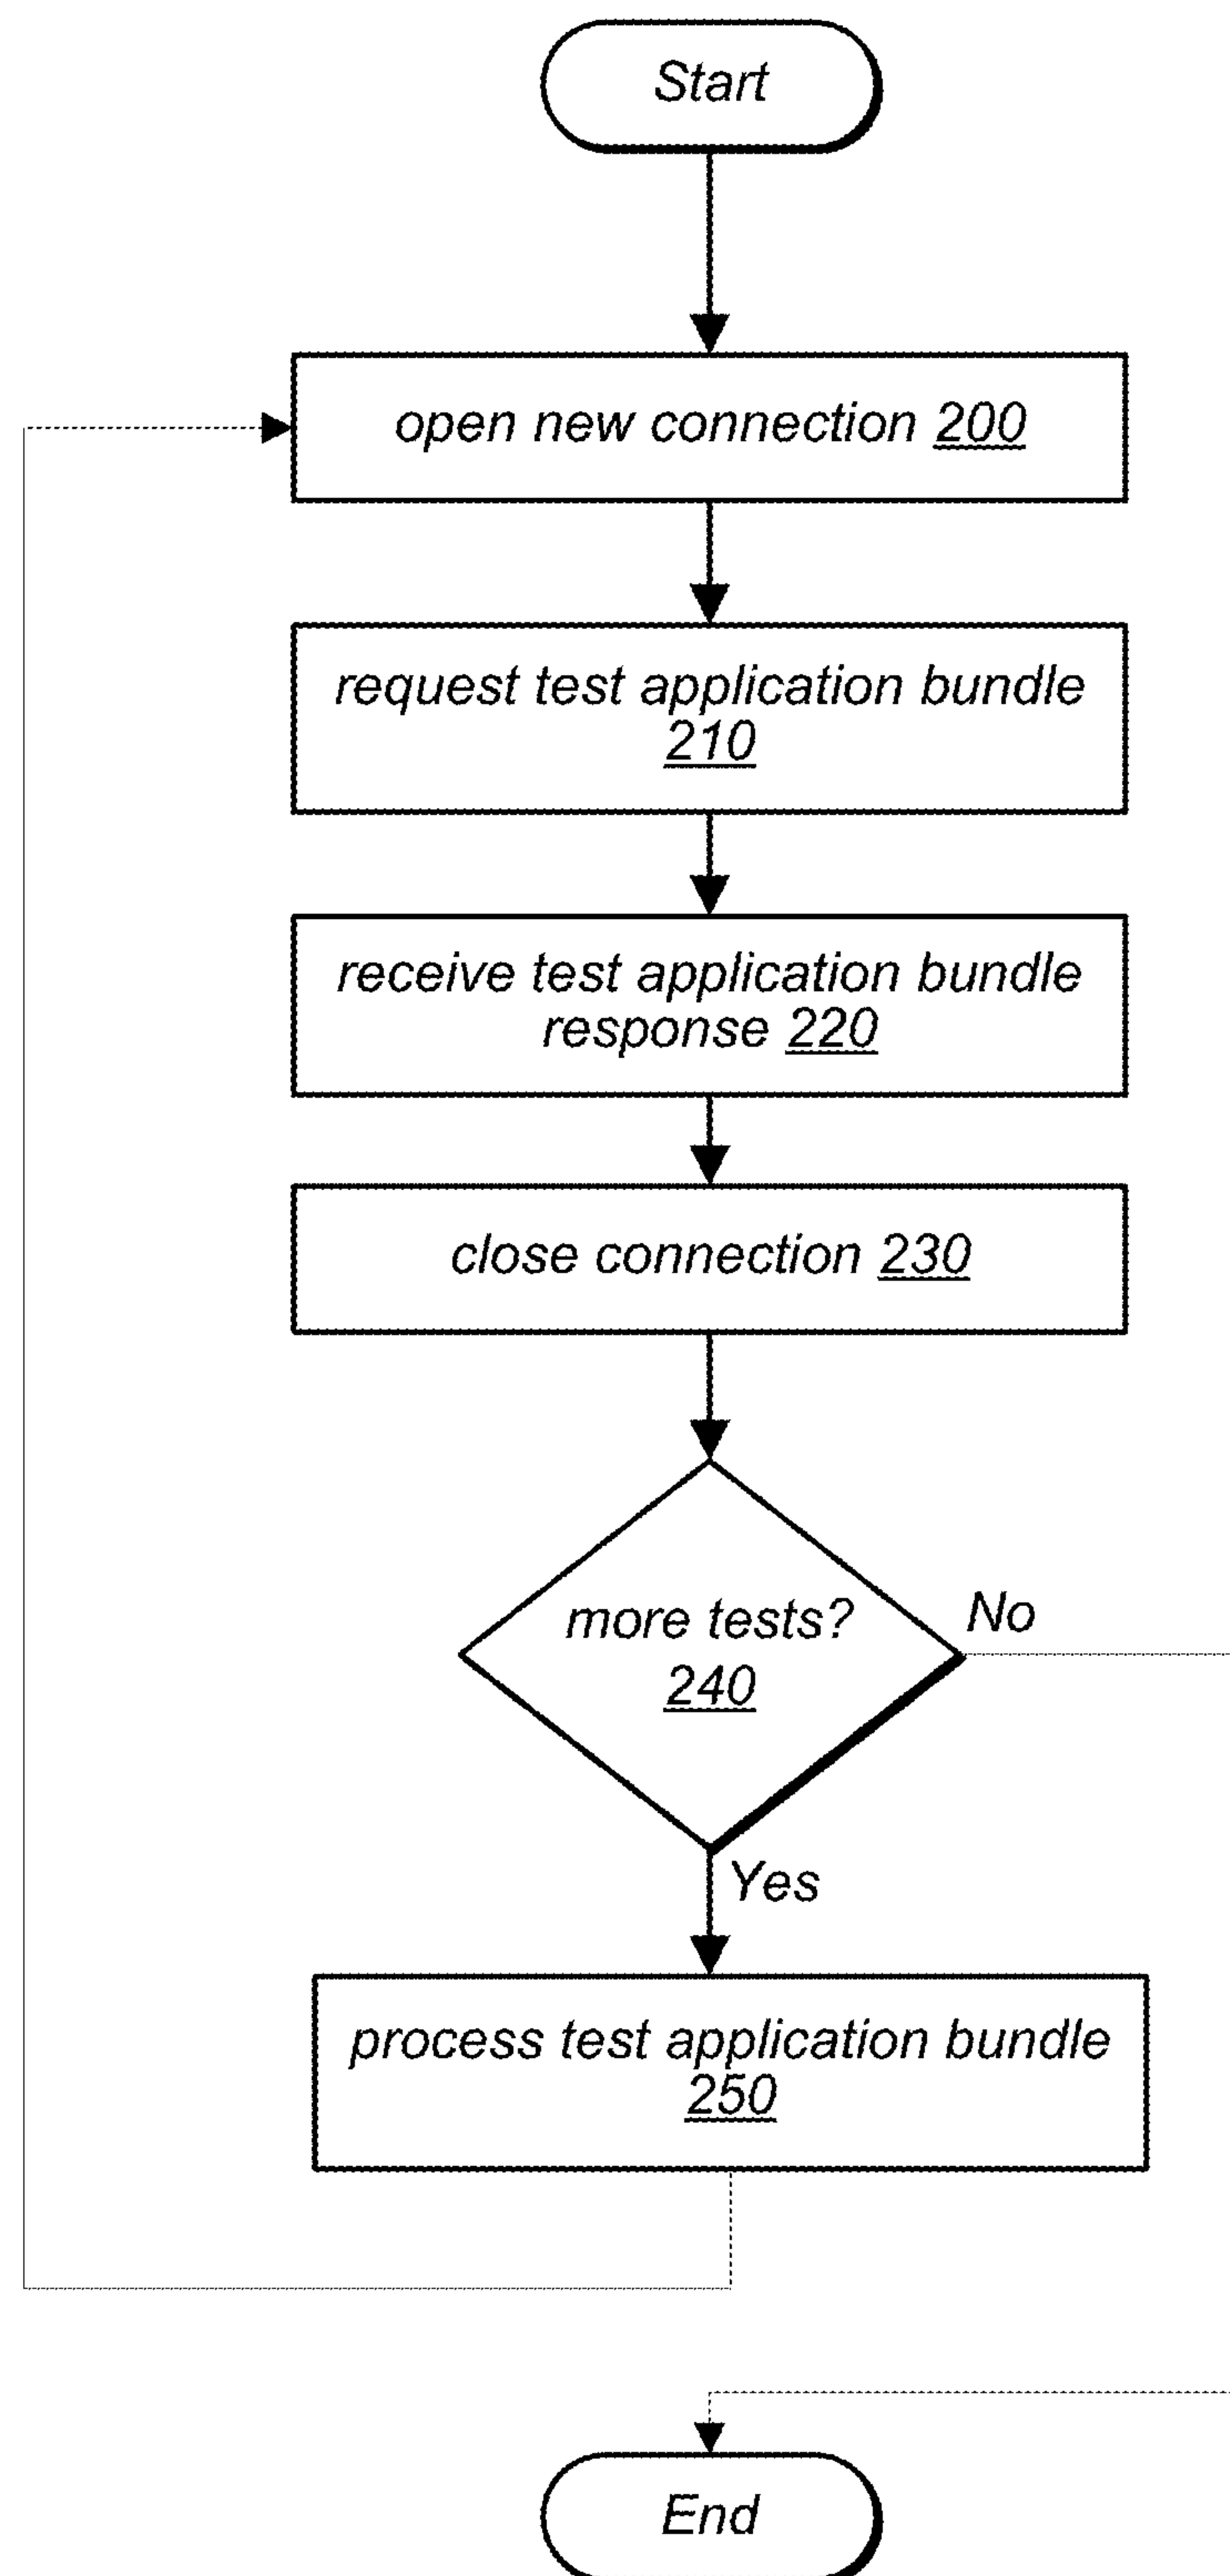 Start
open new connection 200
request test application bundle
210
receive test application bundle
response 220
close connection 230
more tests?
240
No
Yes
process test application bundle
250
End